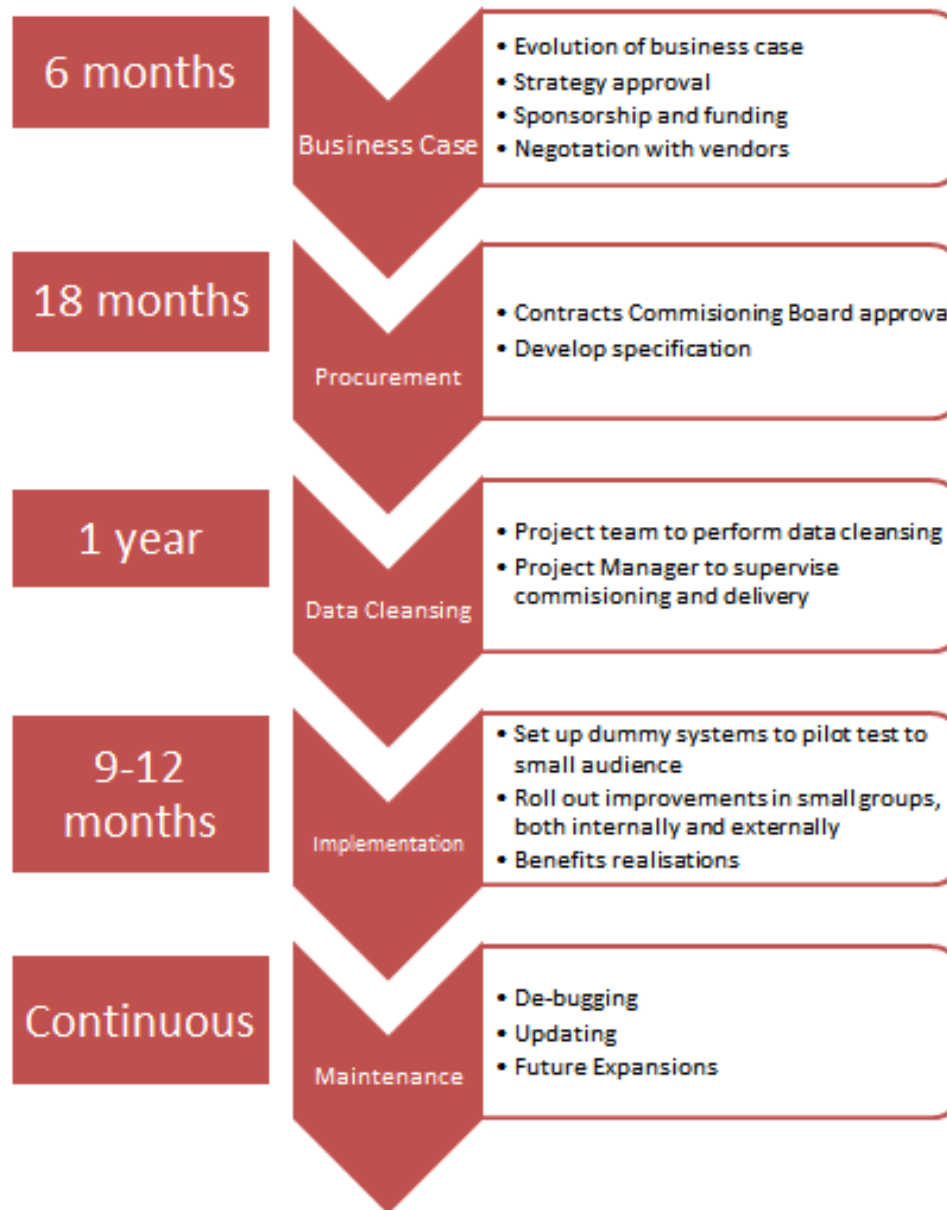 6 months
Business Case
• Evolution of business case
• Strategy approval
• Sponsorship and funding
• Negotation with vendors
18 months
Procurement
• Contracts Commisioning Board approva
• Develop specification
1 year
Data Cleansing
• Project team to perform data cleansing
• Project Manager to supervise
commisioning and delivery
9-12
months
Implementation
• Set up dummy systems to pilot test to
small audience
• Roll out improvements in small groups,
both internally and externally
• Benefits realisations
Continuous
Maintenance
• De-bugging
• Updating
• Future Expansions